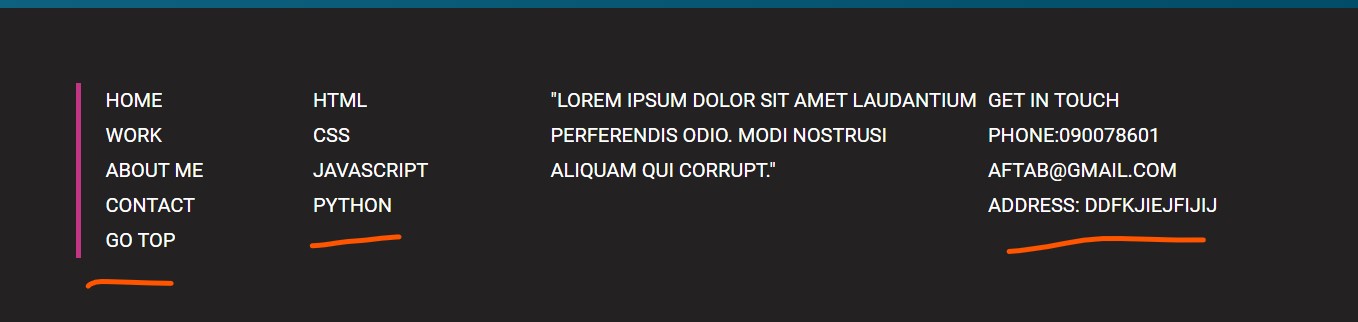 HOME
WORK
ABOUT ME
CONTACT
GO TOP
HTML
CSS
JAVASCRIPT
PYTHON
"LOREM IPSUM DOLOR SIT AMET LAUDANTIUM
PERFERENDIS ODIO. MODI NOSTRUSI
ALIQUAM QUI CORRUPT."
GET IN TOUCH
PHONE:090078601
AFTAB@GMAIL.COM
ADDRESS: DDFKJIEJFIJIJ